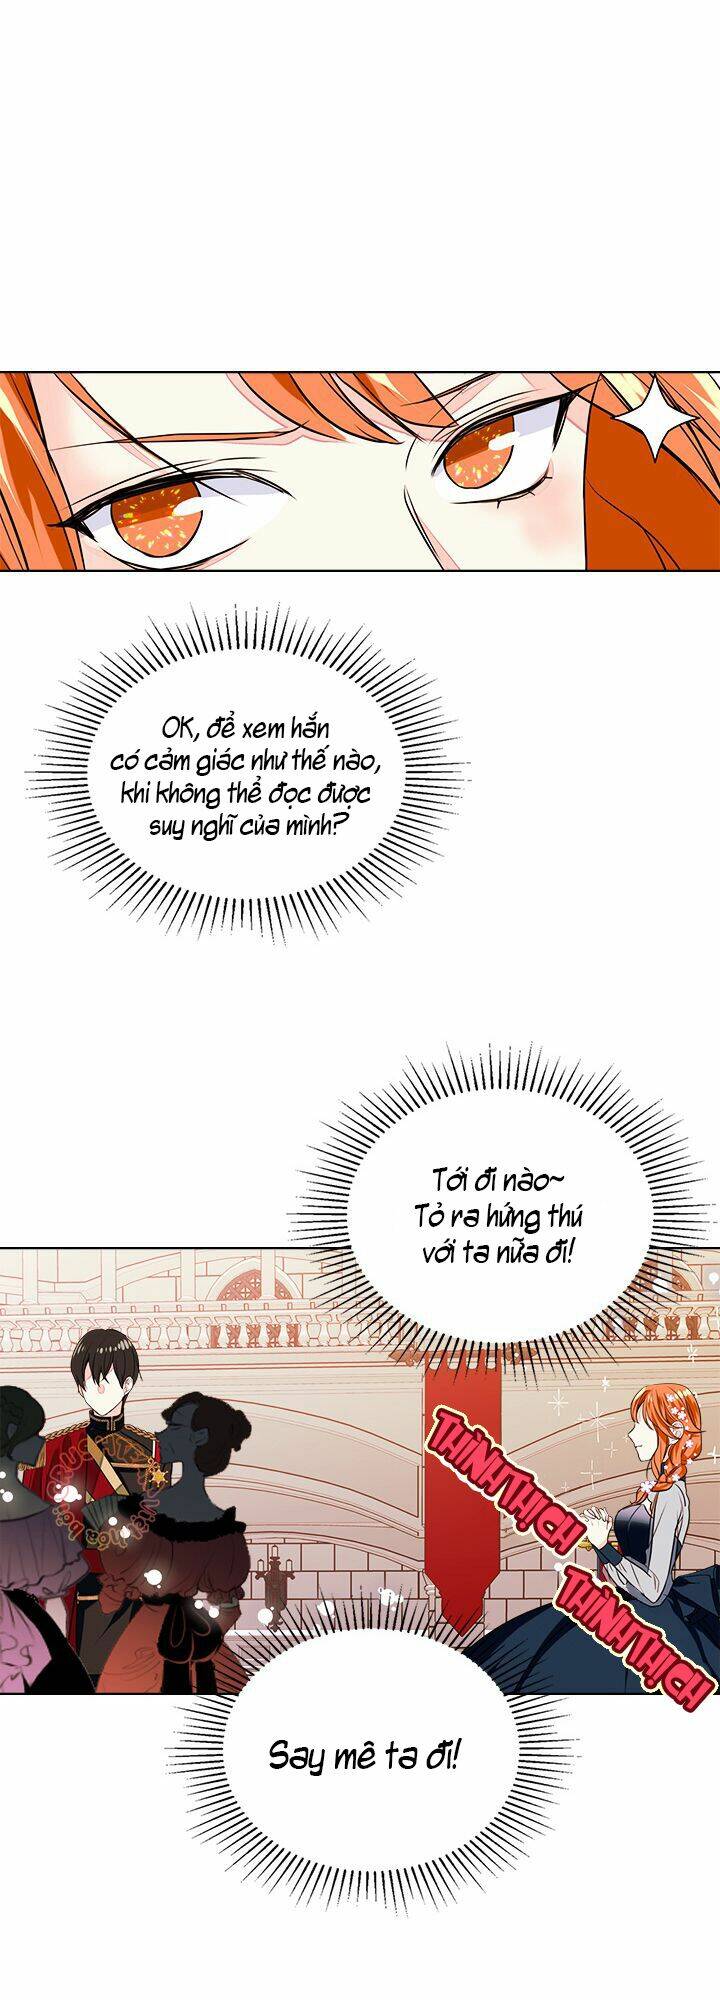 OK, để xem hắn
có cảm giác như thế nào,
khi không thể đọc được
suy nghĩ của mình?
Tới đi nào~
Tỏ ra hứng thú
với ta nữa đi!
THÌNH THỊCH
THÌNH THỊCH
Say mê ta đi!